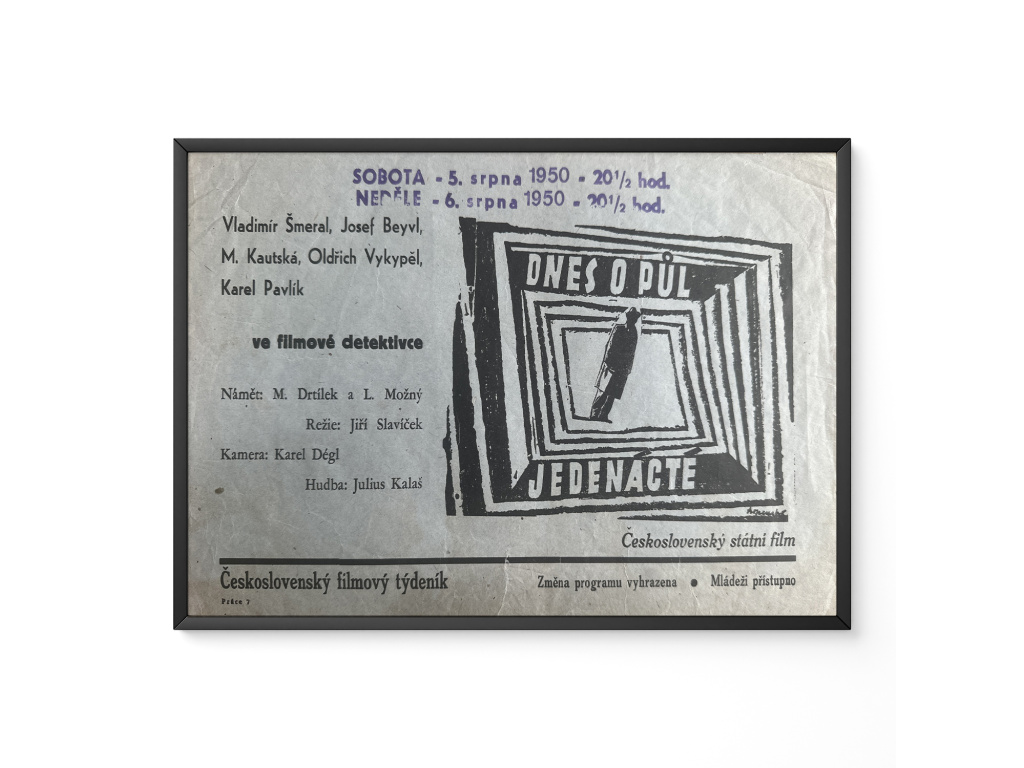 SOBOTA - 5. srpna 1950 - 20½ hod.
NEDĚLE - 6. srpna 1950 - 20½ hod.
Vladimír Šmeral, Josef Beyvl,
M. Kautská, Oldřich Vykypěl,
Karel Pavlík
ve filmové detektivce
Námět: M. Drtílek a L. Možný
Režie: Jiří Slavíček
Kamera: Karel Dégl
Hudba: Julius Kalaš
DNES O PŮL
JEDENÁCTÉ
Československý státní film
Československý filmový týdeník
Změna programu vyhrazena ● Mládeži přístupno
Práce 7